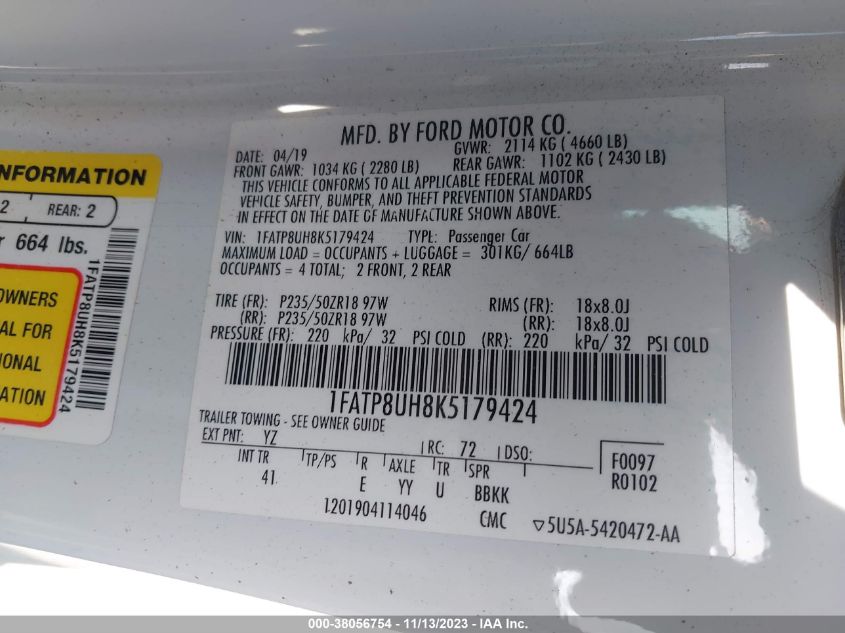 NFORMATION
2 REAR: 2
r 664 lbs.
OWNERS
AL FOR
IONAL
ATION
1FATP8UH8K5179424
MFD. BY FORD MOTOR CO.
DATE: 04/19 GVWR: 2114 KG ( 4660 LB)
FRONT GAWR: 1034 KG ( 2280 LB) REAR GAWR: 1102 KG ( 2430 LB)
THIS VEHICLE CONFORMS TO ALL APPLICABLE FEDERAL MOTOR
VEHICLE SAFETY, BUMPER, AND THEFT PREVENTION STANDARDS
IN EFFECT ON THE DATE OF MANUFACTURE SHOWN ABOVE.
VIN: 1FATP8UH8K5179424 TYPE: Passenger Car
MAXIMUM LOAD = OCCUPANTS + LUGGAGE = 301KG/ 664LB
OCCUPANTS = 4 TOTAL; 2 FRONT, 2 REAR
TIRE (FR): P235/50ZR18 97W RIMS (FR): 18x8.0J
(RR): P235/50ZR18 97W (RR): 18x8.0J
PRESSURE (FR): 220 kPa/ 32 PSI COLD (RR): 220 kPa/ 32 PSI COLD
1FATP8UH8K5179424
TRAILER TOWING - SEE OWNER GUIDE
EXT PNT: YZ RC: 72 DSO:
INT TR TP/PS R AXLE TR SPR
41 E YY U BBKK
F0097
R0102
1201904114046 CMC ▽5U5A-5420472-AA
000-38056754 - 11/13/2023 - IAA Inc.